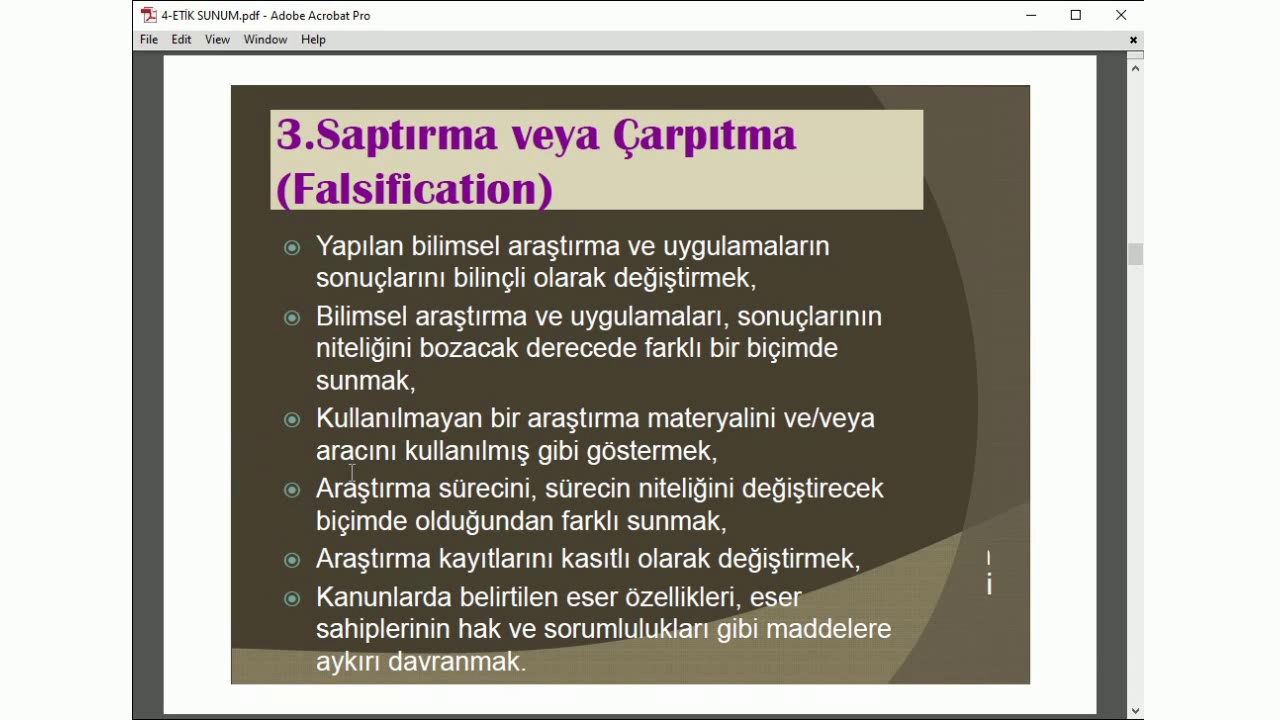 4-ETİK SUNUM.pdf - Adobe Acrobat Pro
File Edit View Window Help
3.Saptırma veya Çarpıtma
(Falsification)
Yapılan bilimsel araştırma ve uygulamaların
sonuçlarını bilinçli olarak değiştirmek,
Bilimsel araştırma ve uygulamaları, sonuçlarının
niteliğini bozacak derecede farklı bir biçimde
sunmak,
Kullanılmayan bir araştırma materyalini ve/veya
aracını kullanılmış gibi göstermek,
Araştırma sürecini, sürecin niteliğini değiştirecek
biçimde olduğundan farklı sunmak,
Araştırma kayıtlarını kasıtlı olarak değiştirmek,
Kanunlarda belirtilen eser özellikleri, eser
sahiplerinin hak ve sorumlulukları gibi maddelere
aykırı davranmak.